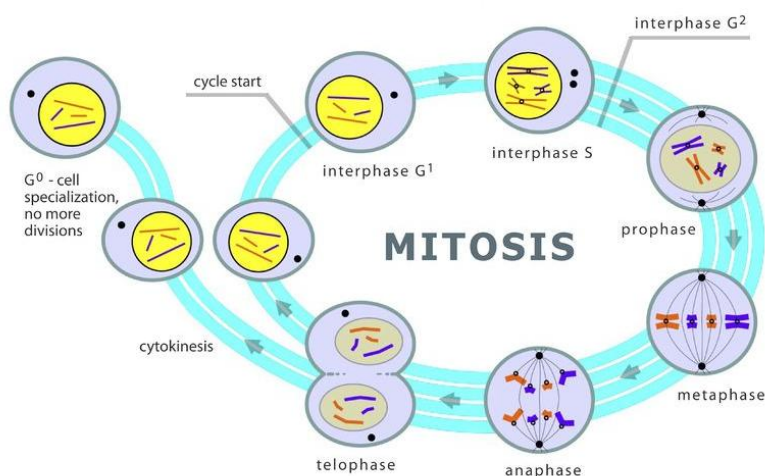 interphase G²
cycle start
interphase G¹
interphase S
G⁰ - cell
specialization,
no more
divisions
prophase
MITOSIS
cytokinesis
metaphase
telophase
anaphase